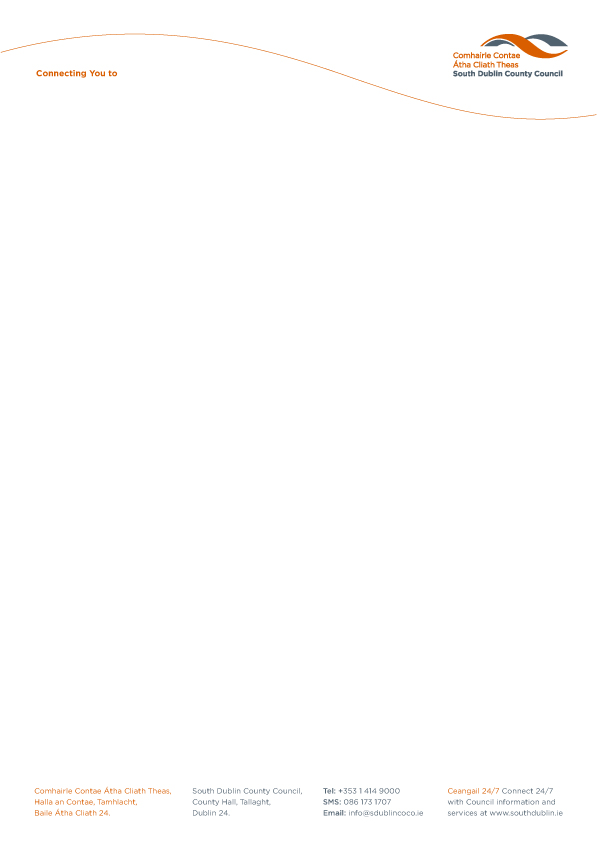 Comhairle Contae
Átha Cliath Theas
South Dublin County Council
Connecting You to
Comhairle Contae Átha Cliath Theas,
Halla an Contae, Tamhlacht,
Baile Átha Cliath 24.
South Dublin County Council,
County Hall, Tallaght,
Dublin 24.
Tel: +353 1 414 9000
SMS: 086 173 1707
Email: info@sdublincoco.ie
Ceangail 24/7 Connect 24/7
with Council information and
services at www.southdublin.ie